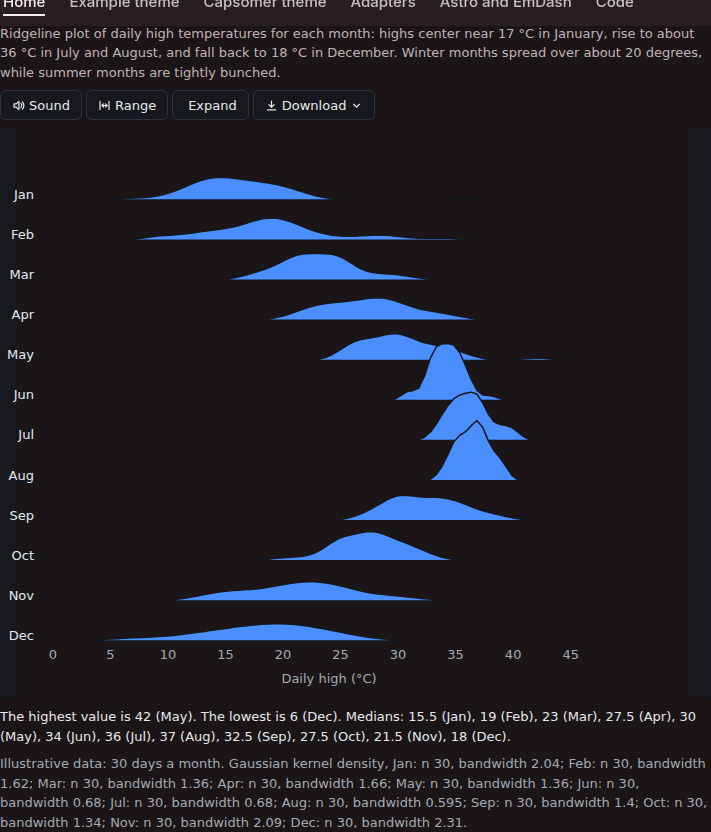 Home Example theme Capsomer theme Adapters Astro and EmDash Code
Ridgeline plot of daily high temperatures for each month: highs center near 17 °C in January, rise to about
36 °C in July and August, and fall back to 18 °C in December. Winter months spread over about 20 degrees,
while summer months are tightly bunched.
Sound Range Expand Download
Jan
Feb
Mar
Apr
May
Jun
Jul
Aug
Sep
Oct
Nov
Dec
0 5 10 15 20 25 30 35 40 45
Daily high (°C)
The highest value is 42 (May). The lowest is 6 (Dec). Medians: 15.5 (Jan), 19 (Feb), 23 (Mar), 27.5 (Apr), 30
(May), 34 (Jun), 36 (Jul), 37 (Aug), 32.5 (Sep), 27.5 (Oct), 21.5 (Nov), 18 (Dec).
Illustrative data: 30 days a month. Gaussian kernel density, Jan: n 30, bandwidth 2.04; Feb: n 30, bandwidth
1.62; Mar: n 30, bandwidth 1.36; Apr: n 30, bandwidth 1.66; May: n 30, bandwidth 1.36; Jun: n 30,
bandwidth 0.68; Jul: n 30, bandwidth 0.68; Aug: n 30, bandwidth 0.595; Sep: n 30, bandwidth 1.4; Oct: n 30,
bandwidth 1.34; Nov: n 30, bandwidth 2.09; Dec: n 30, bandwidth 2.31.